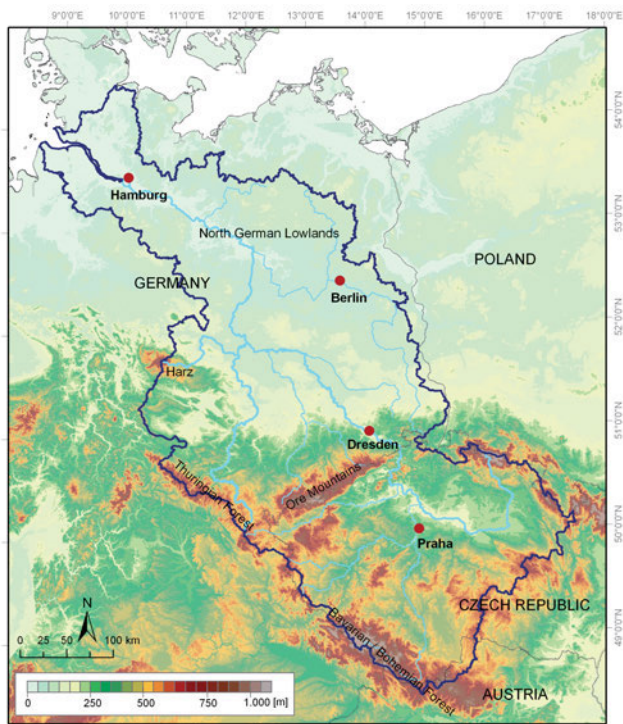 9°0'0"E 10°00'E 11°0'0"E 12°0'0"E 13°0'0"E 14°0'0"E 15°0'0"E 16°0'0"E 17°0'0"E 18°0'0"E
54°0'0"N
Hamburg
53°0'0"N
North German Lowlands
POLAND
GERMANY
Berlin
52°0'0"N
Harz
51°0'0"N
Dresden
Thuringian Forest
Ore Mountains
50°0'0"N
Praha
CZECH REPUBLIC
49°0'0"N
N
0 25 50 75 100 km
Bavarian / Bohemian Forest
AUSTRIA
0 250 500 750 1.000 [m]